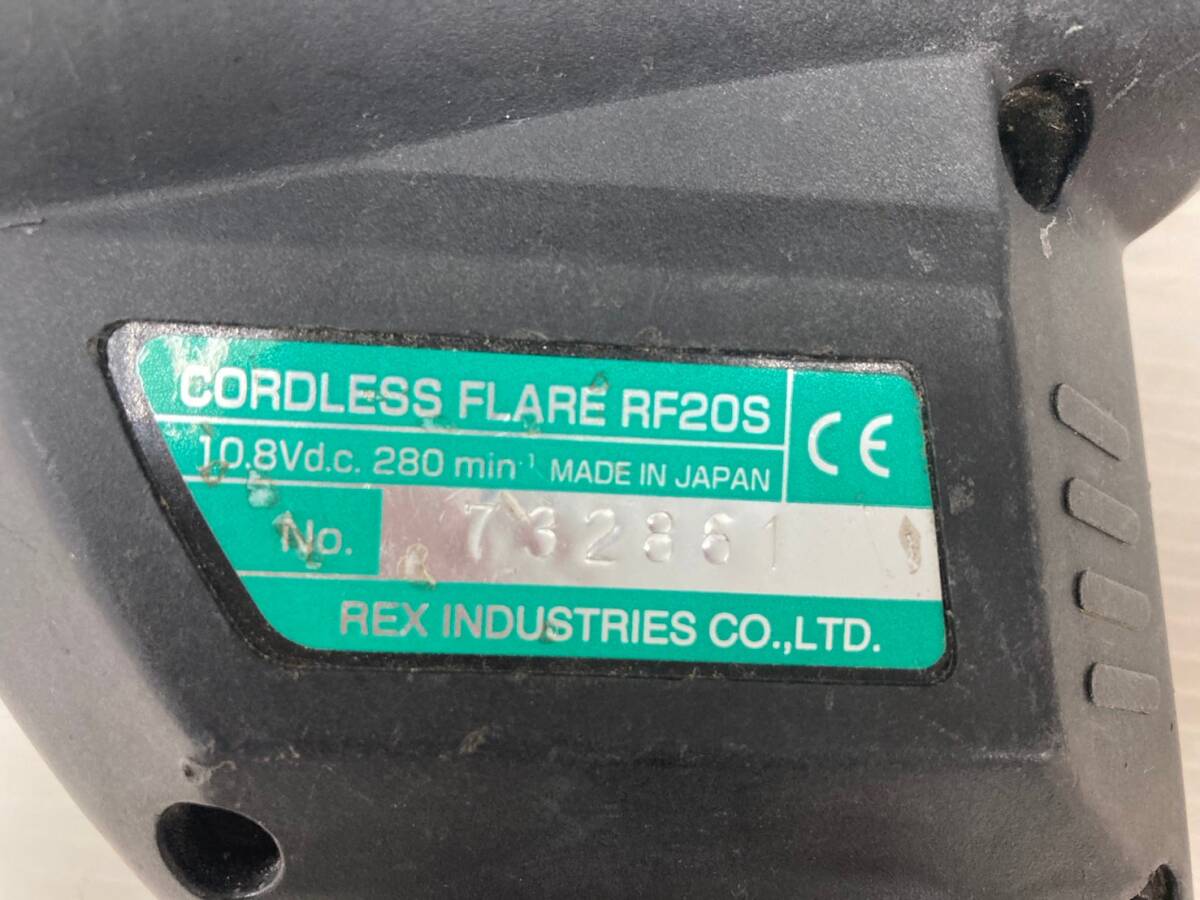 CORDLESS FLARE RF20S
CE
10.8Vd.c. 280 min⁻¹ MADE IN JAPAN
No. 732861
REX INDUSTRIES CO.,LTD.